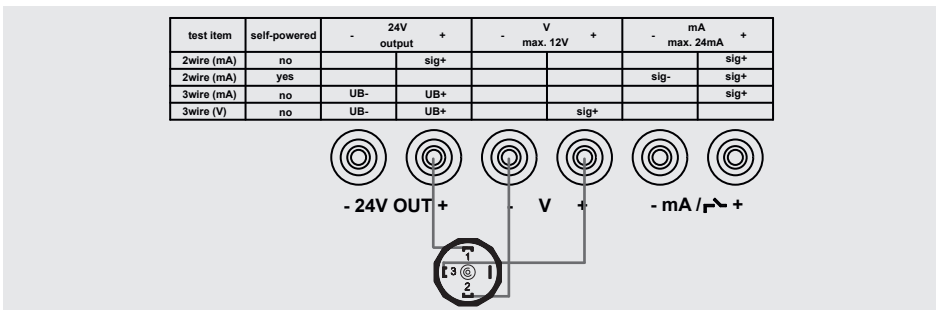 test item self-powered - 24V output + - V max. 12V + - mA max. 24mA +
2wire (mA) no sig+ sig+
2wire (mA) yes sig- sig+
3wire (mA) no UB- UB+ sig+
3wire (V) no UB- UB+ sig+
- 24V OUT + - V + - mA / +
1
3
2